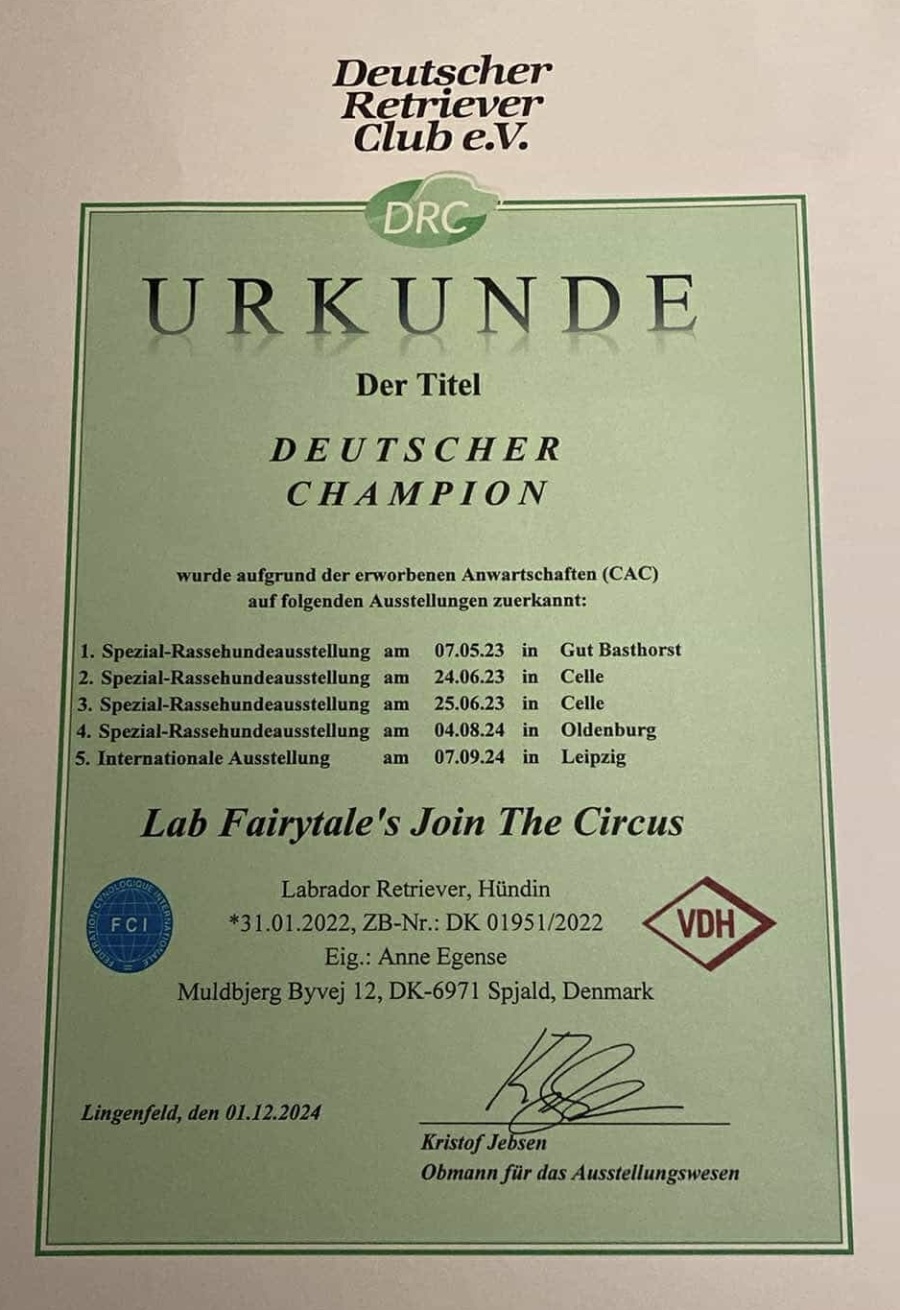 Deutscher
Retriever
Club e.V.
DRC
URKUNDE
Der Titel
DEUTSCHER
CHAMPION
wurde aufgrund der erworbenen Anwartschaften (CAC)
auf folgenden Ausstellungen zuerkannt:
1. Spezial-Rassehundeausstellung am 07.05.23 in Gut Basthorst
2. Spezial-Rassehundeausstellung am 24.06.23 in Celle
3. Spezial-Rassehundeausstellung am 25.06.23 in Celle
4. Spezial-Rassehundeausstellung am 04.08.24 in Oldenburg
5. Internationale Ausstellung am 07.09.24 in Leipzig
Lab Fairytale's Join The Circus
Labrador Retriever, Hündin
*31.01.2022, ZB-Nr.: DK 01951/2022
Eig.: Anne Egense
Muldbjerg Byvej 12, DK-6971 Spjald, Denmark
FEDERATION CYNOLOGIQUE INTERNATIONALE
FCI
VDH
Lingenfeld, den 01.12.2024
Kristof Jebsen
Obmann für das Ausstellungswesen